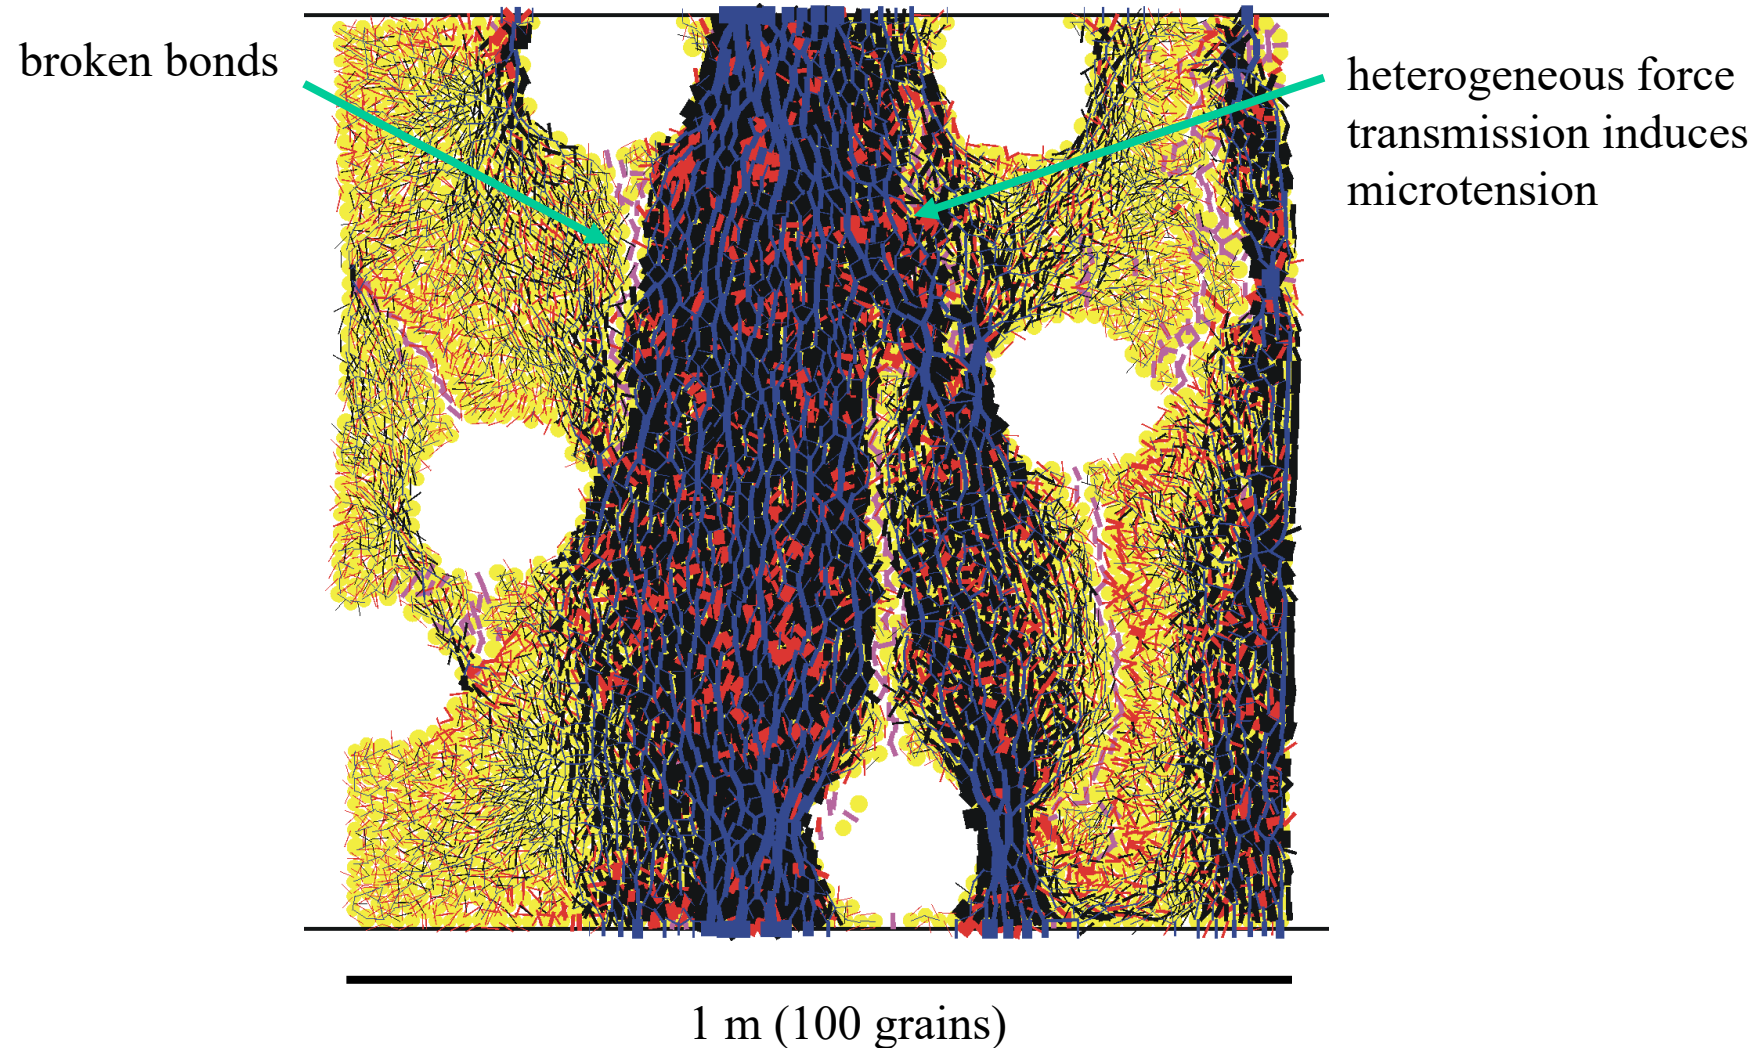 broken bonds
heterogeneous force
transmission induces
microtension
1 m (100 grains)